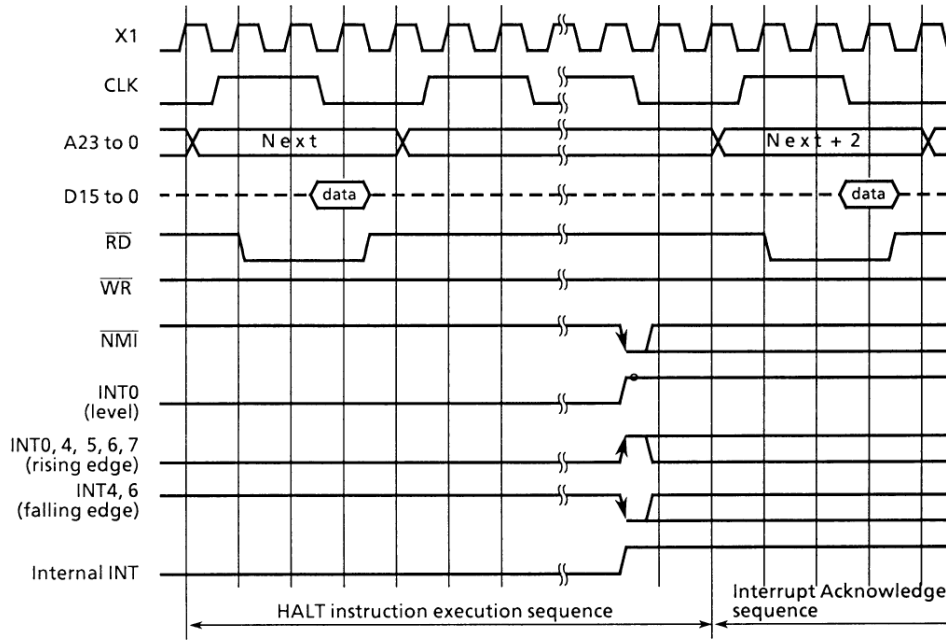 X1
CLK
A23 to 0
Next
Next + 2
D15 to 0
data
data
RD
WR
NMI
INT0
(level)
INT0, 4, 5, 6, 7
(rising edge)
INT4, 6
(falling edge)
Internal INT
HALT instruction execution sequence
Interrupt Acknowledge
sequence